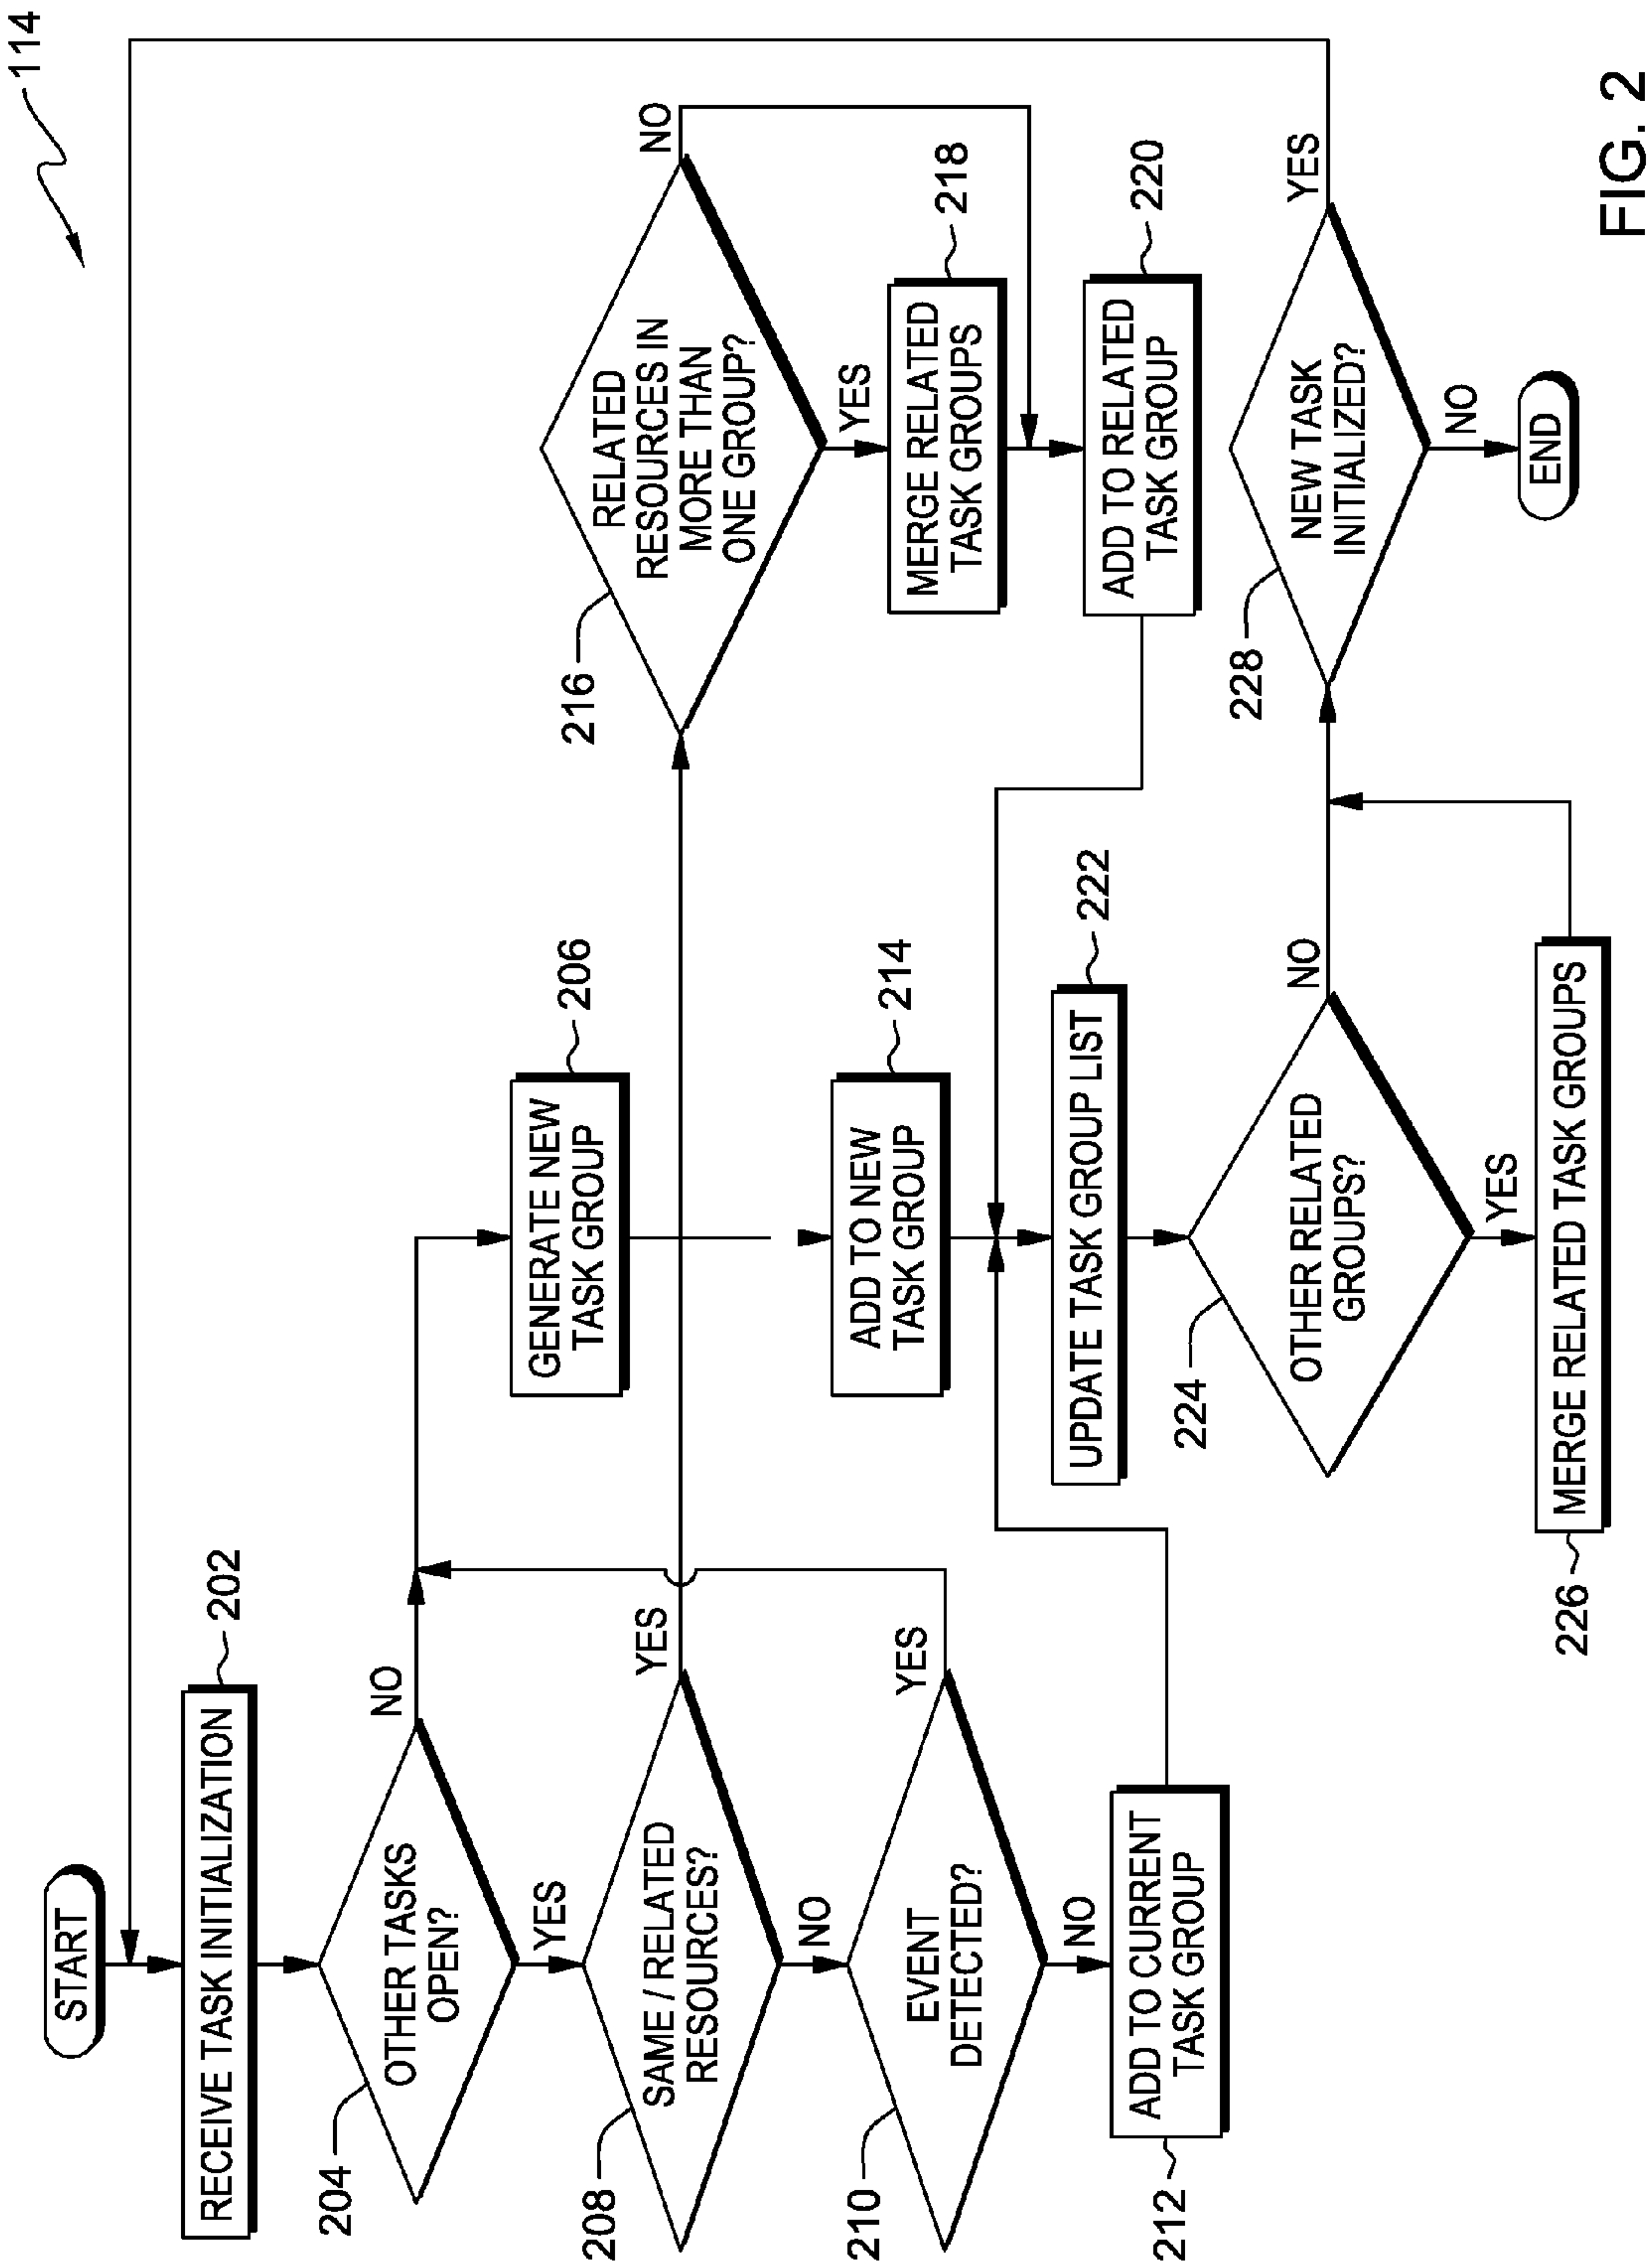 114
START
RECEIVE TASK INITIALIZATION
202
204
OTHER TASKS
OPEN?
NO
YES
GENERATE NEW
TASK GROUP
206
208
SAME / RELATED
RESOURCES?
YES
NO
216
RELATED
RESOURCES IN
MORE THAN
ONE GROUP?
NO
YES
210
EVENT
DETECTED?
YES
NO
ADD TO NEW
TASK GROUP
214
MERGE RELATED
TASK GROUPS
218
212
ADD TO CURRENT
TASK GROUP
UPDATE TASK GROUP LIST
222
ADD TO RELATED
TASK GROUP
220
224
OTHER RELATED
GROUPS?
NO
YES
228
NEW TASK
INITIALIZED?
YES
NO
226
MERGE RELATED TASK GROUPS
END
FIG. 2